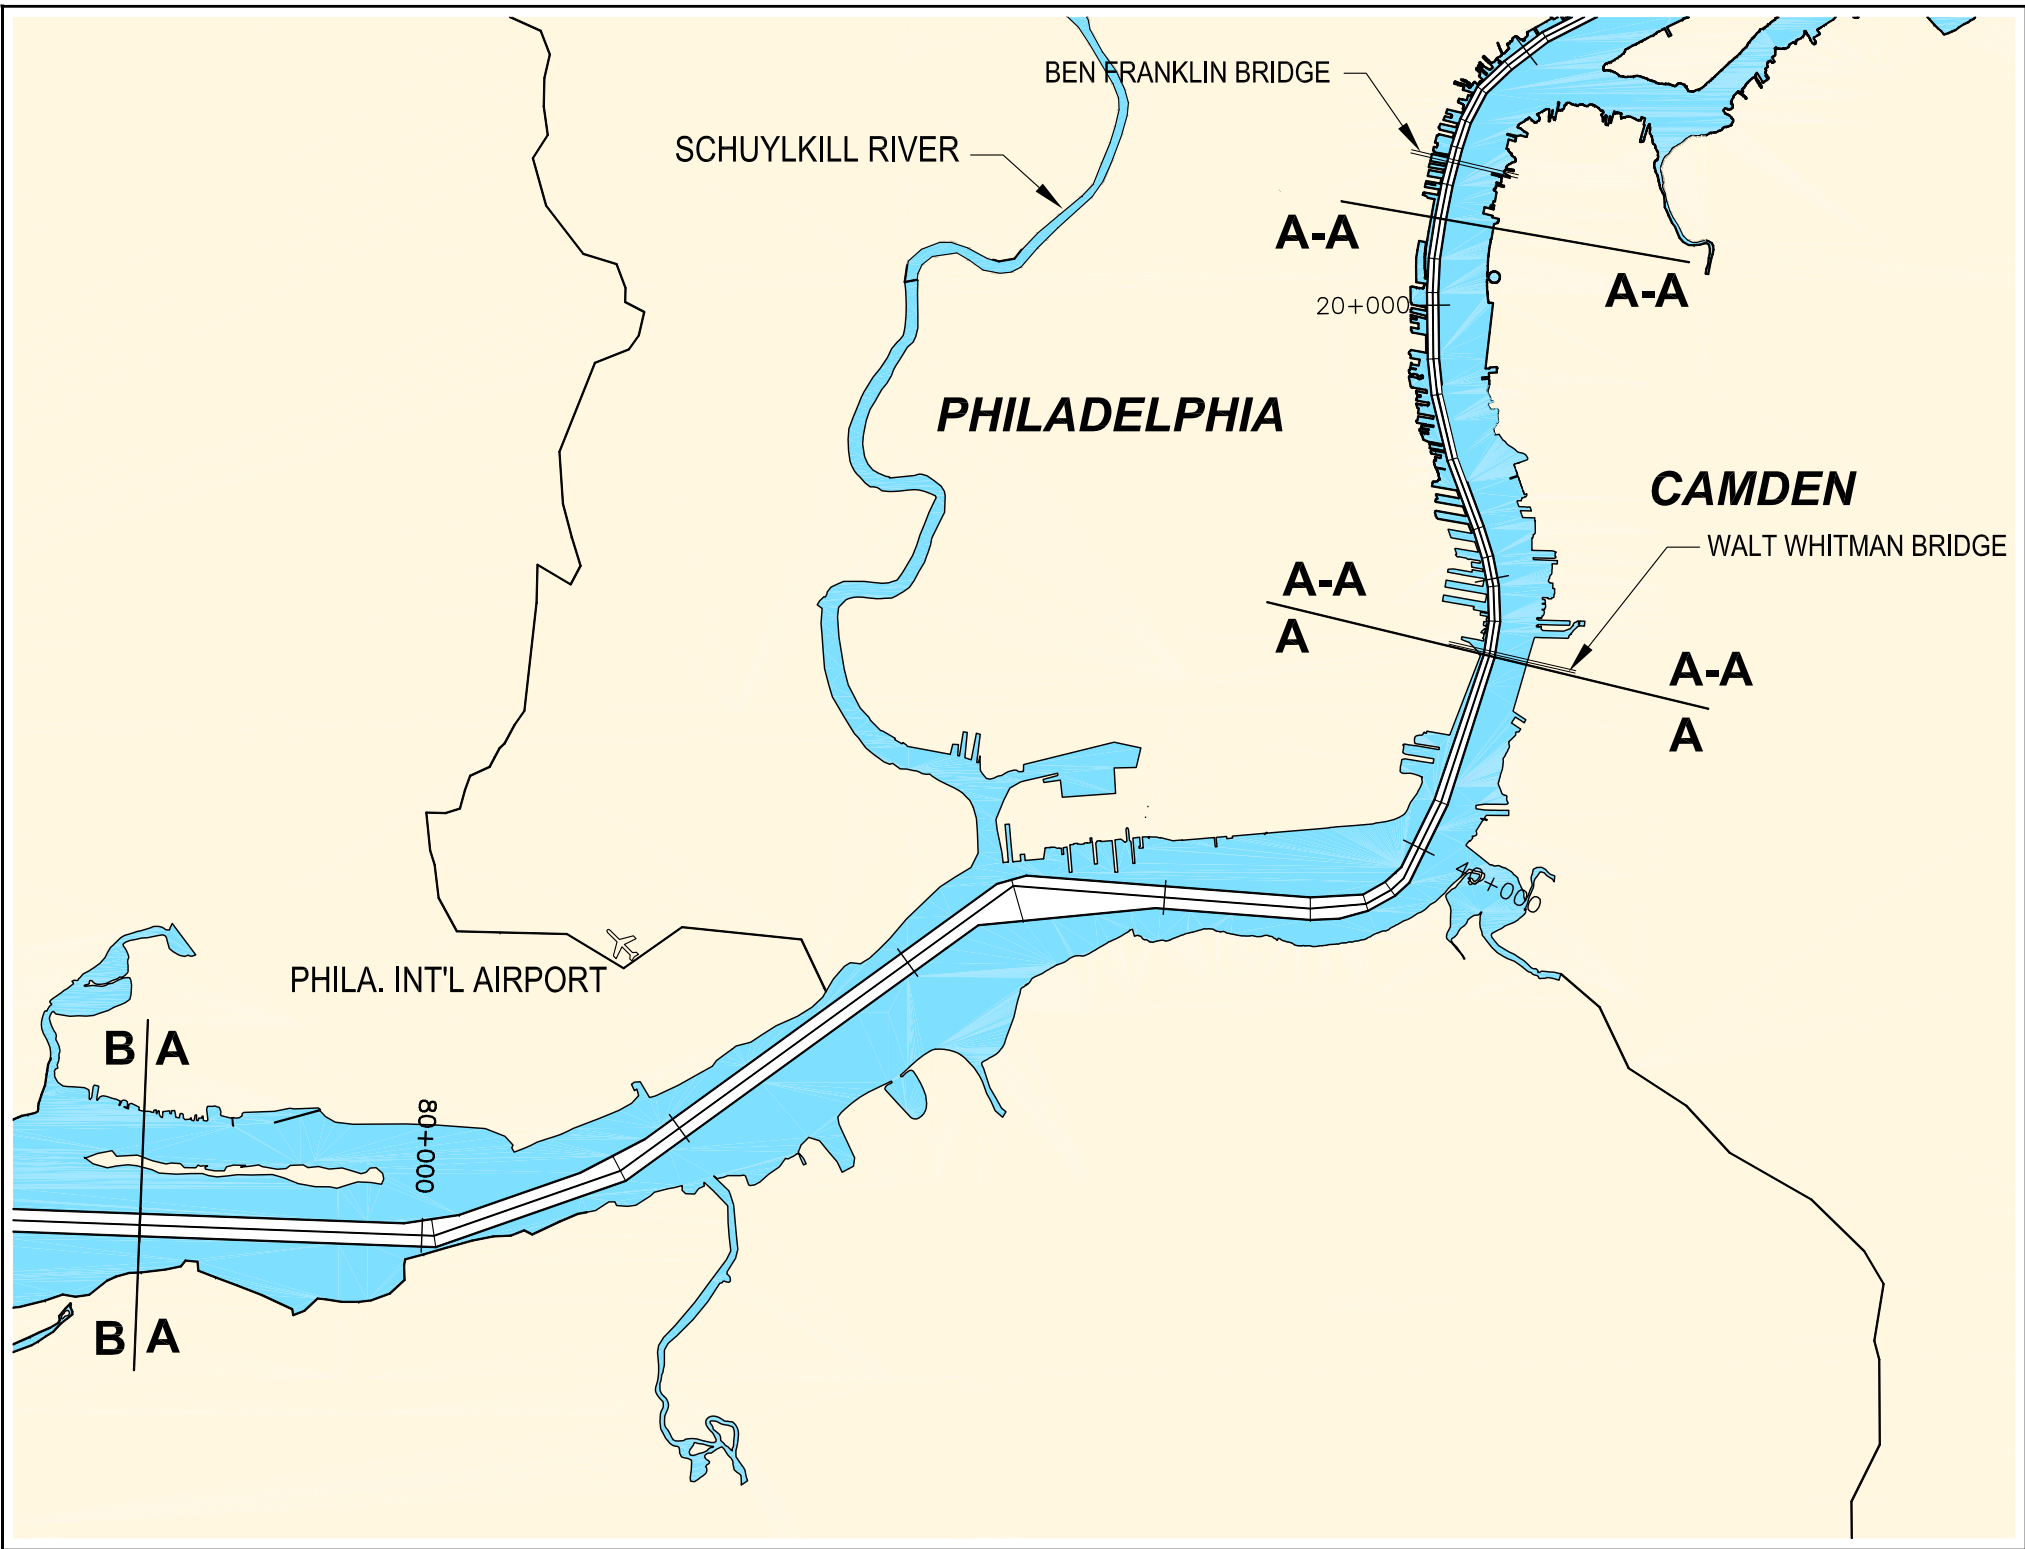 BEN FRANKLIN BRIDGE
SCHUYLKILL RIVER
A-A
A-A
20+000
PHILADELPHIA
CAMDEN
WALT WHITMAN BRIDGE
A-A
A
A-A
A
40+000
PHILA. INT'L AIRPORT
B A
80+000
B A